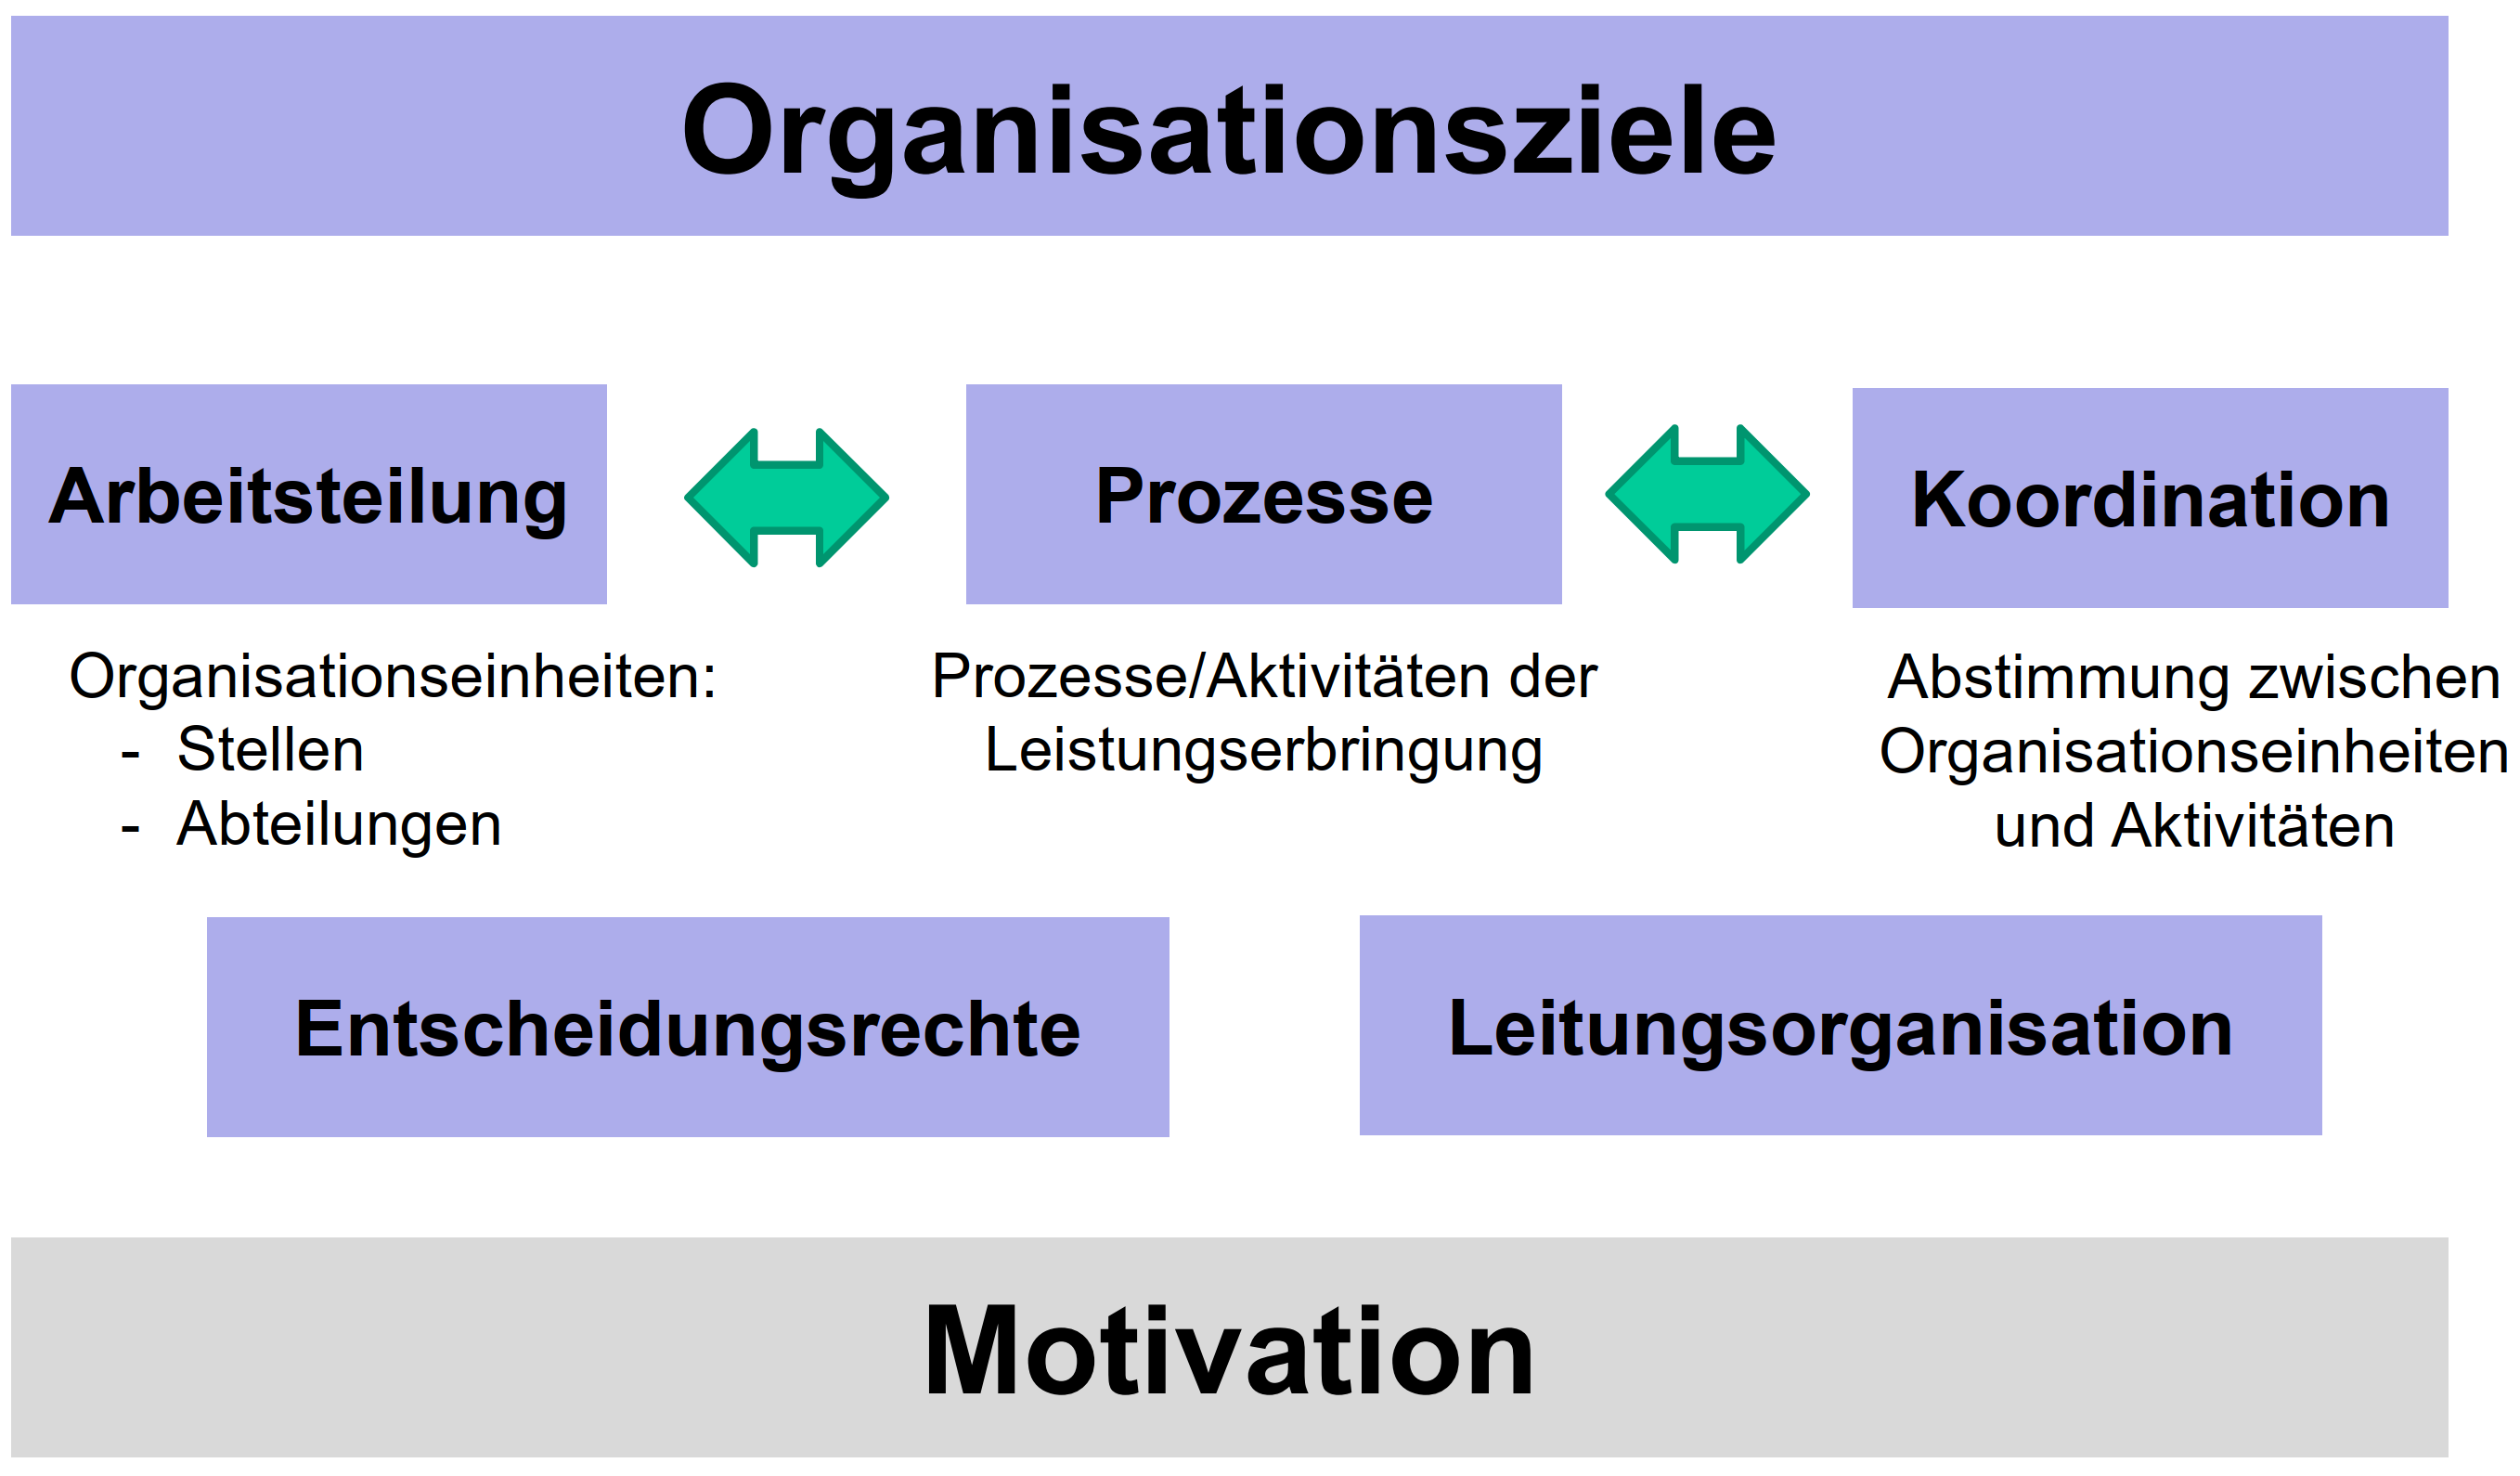 Organisationsziele
Arbeitsteilung
Prozesse
Koordination
Organisationseinheiten:
- Stellen
- Abteilungen
Prozesse/Aktivitäten der
Leistungserbringung
Abstimmung zwischen
Organisationseinheiten
und Aktivitäten
Entscheidungsrechte
Leitungsorganisation
Motivation